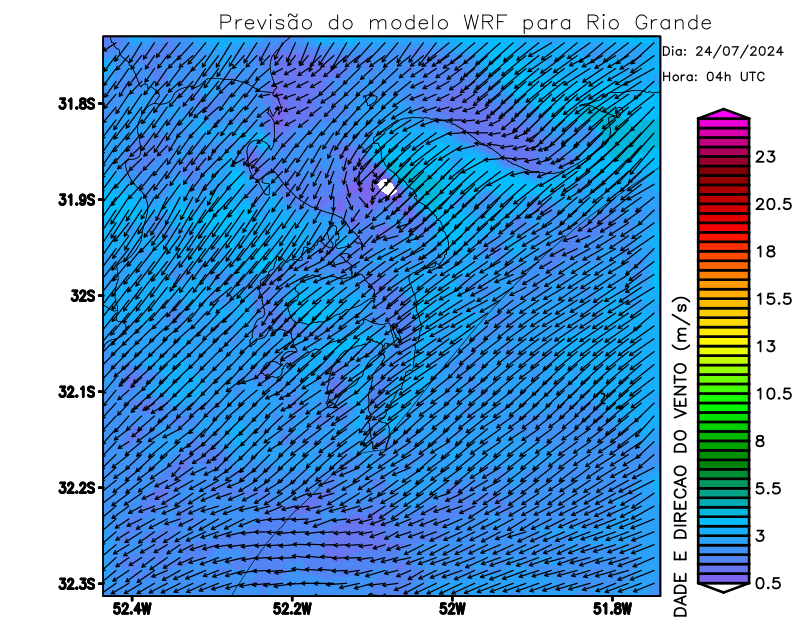 Previsão do modelo WRF para Rio Grande
Dia: 24/07/2024
Hora: 04h UTC
31.8S
31.9S
32S
32.1S
32.2S
32.3S
52.4W
52.2W
52W
51.8W
DADE E DIRECAO DO VENTO (m/s)
23
20.5
18
15.5
13
10.5
8
5.5
3
0.5